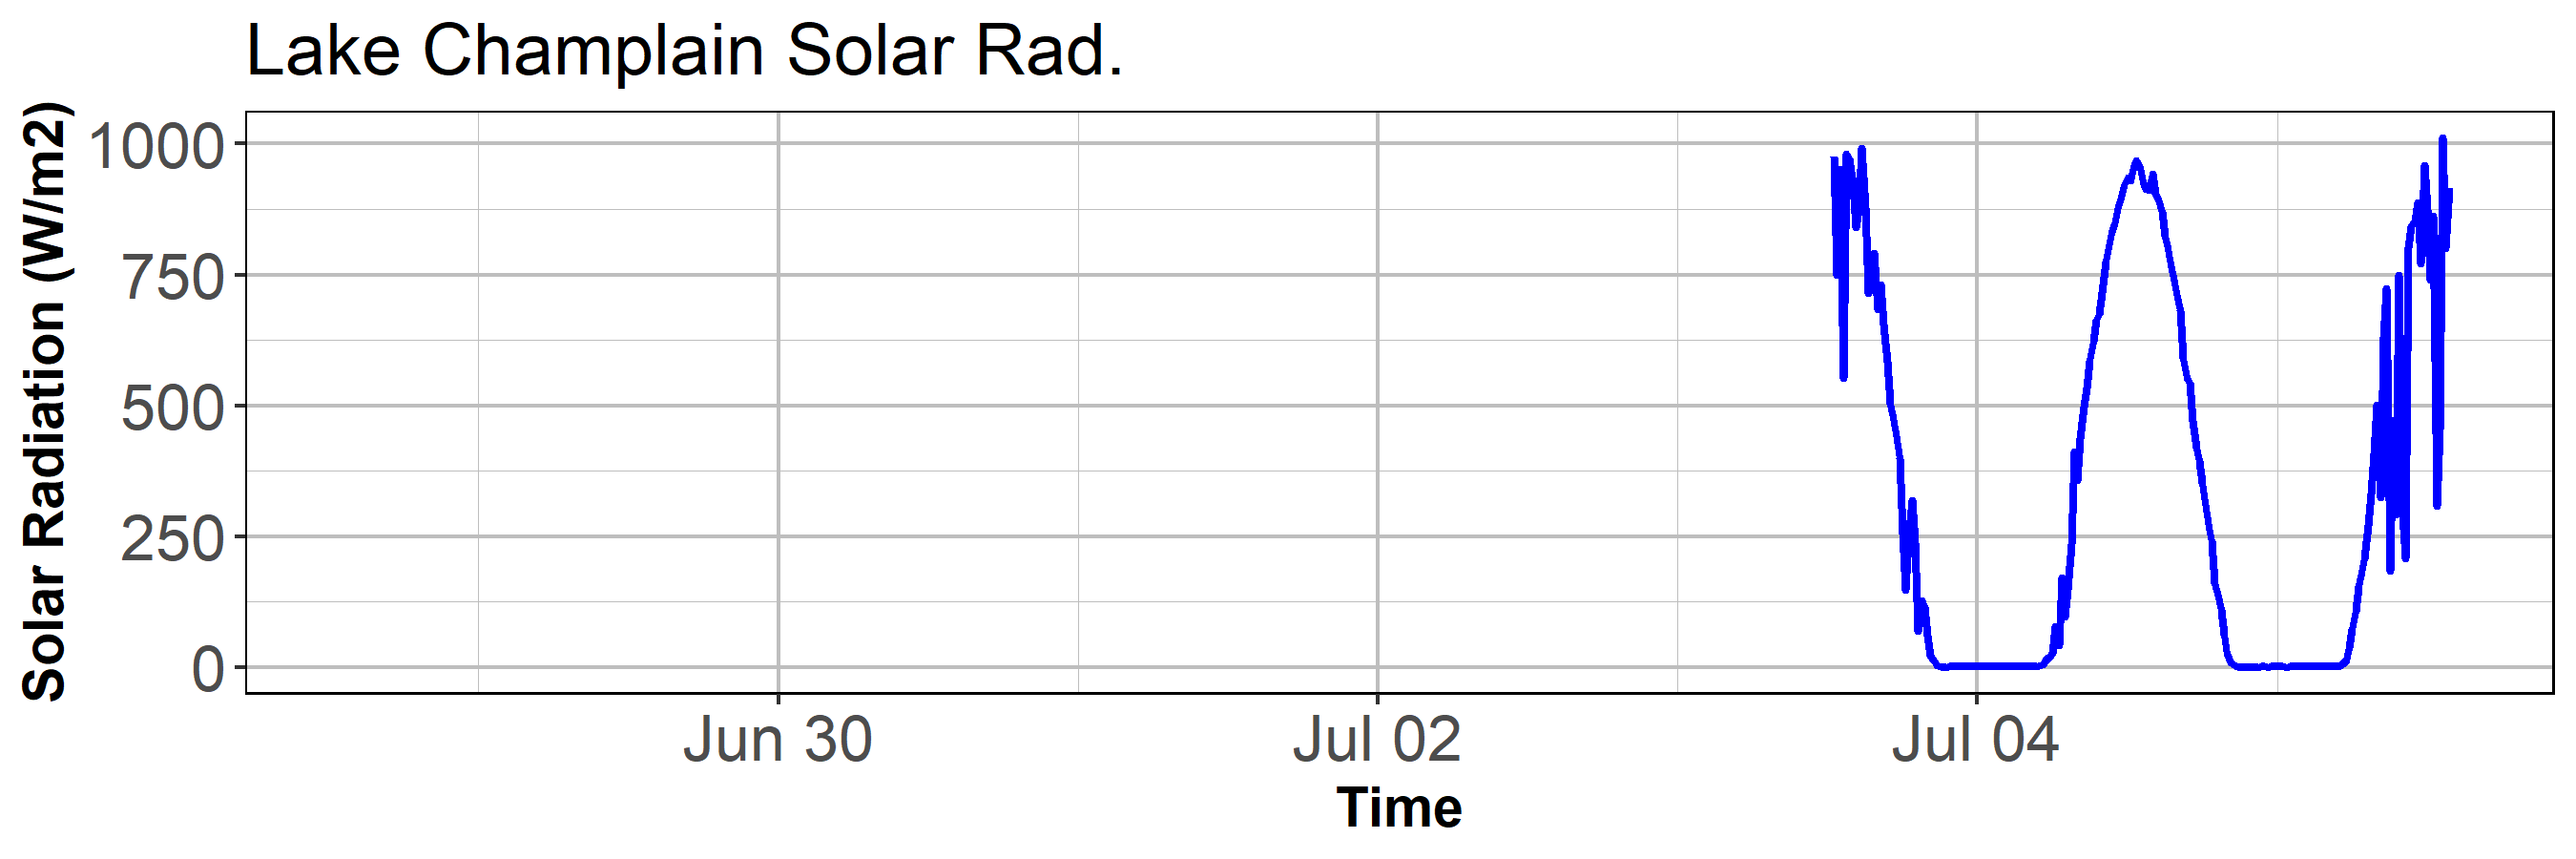 Lake Champlain Solar Rad.
Solar Radiation (W/m2)
1000
750
500
250
0
Jun 30
Jul 02
Jul 04
Time